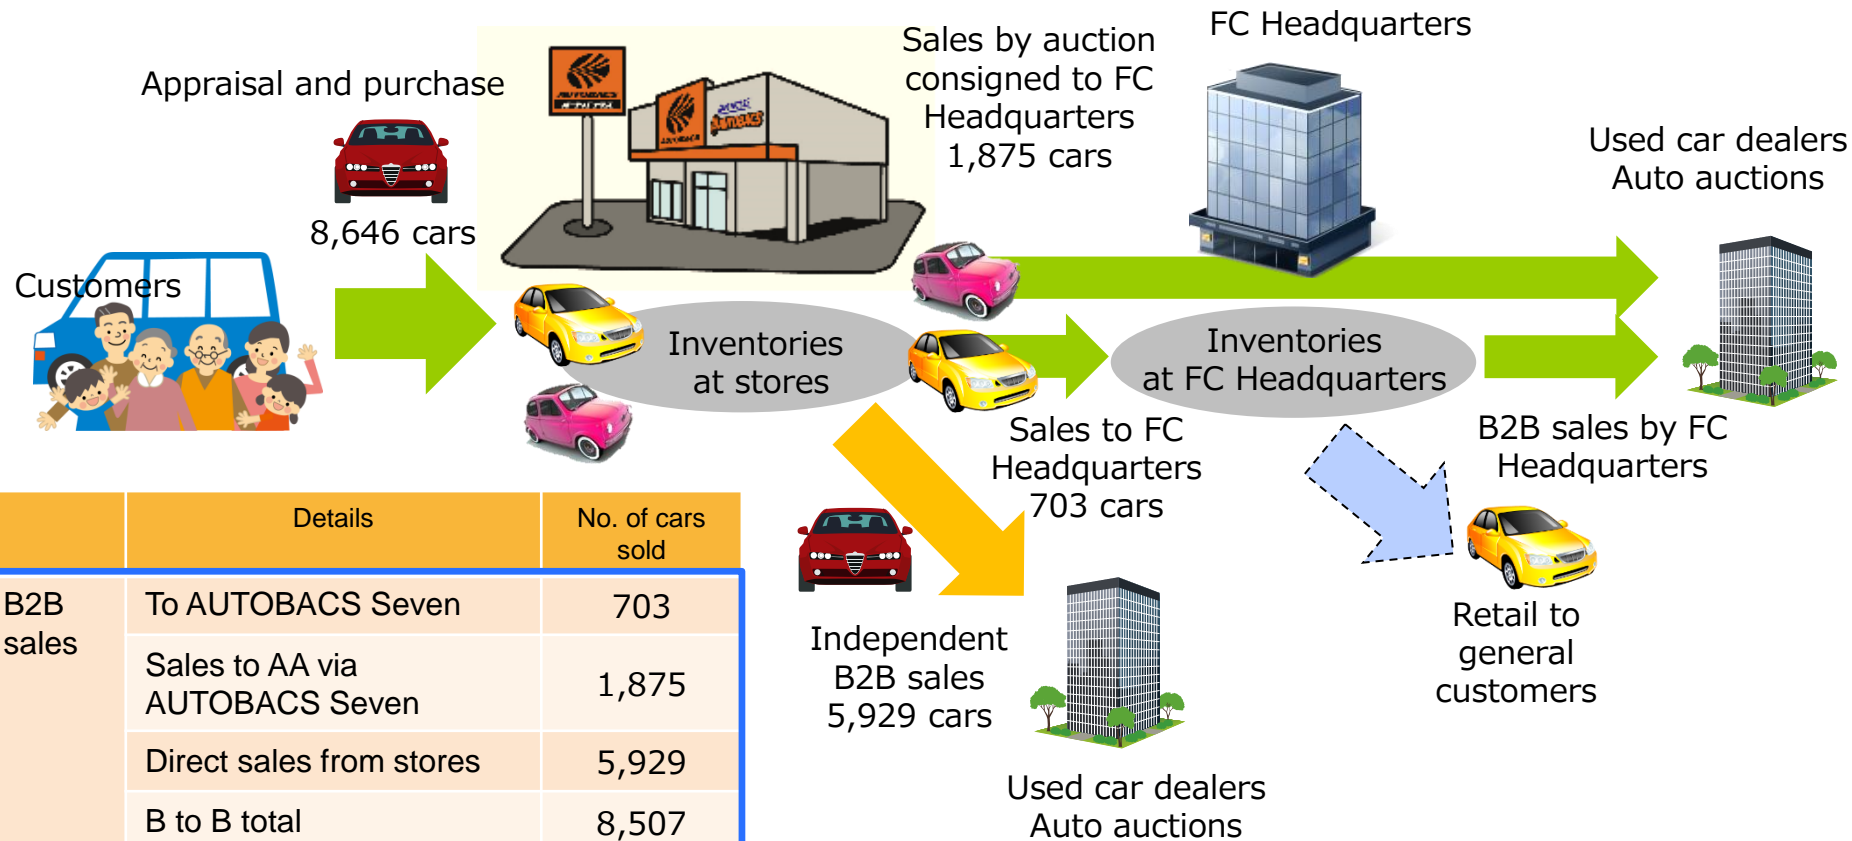 Appraisal and purchase
8,646 cars
Customers
AUTOBACS
AUTOBACS
AUTOBACS
Sales by auction
consigned to FC
Headquarters
1,875 cars
FC Headquarters
Used car dealers
Auto auctions
Inventories
at stores
Inventories
at FC Headquarters
Sales to FC
Headquarters
703 cars
B2B sales by FC
Headquarters
Independent
B2B sales
5,929 cars
Retail to
general
customers
Used car dealers
Auto auctions
Details
No. of cars
sold
B2B
sales
To AUTOBACS Seven
703
Sales to AA via
AUTOBACS Seven
1,875
Direct sales from stores
5,929
B to B total
8,507